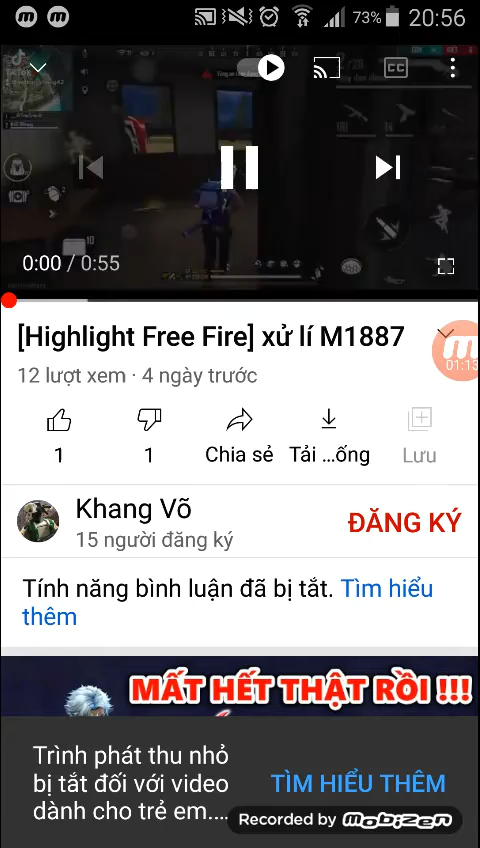 73% 20:56
CC
0:00 / 0:55
[Highlight Free Fire] xử lí M1887
12 lượt xem · 4 ngày trước
01:13
1 1 Chia sẻ Tải ...ống Lưu
Khang Võ
15 người đăng ký
ĐĂNG KÝ
Tính năng bình luận đã bị tắt. Tìm hiểu
thêm
MẤT HẾT THẬT RỒI !!!
Trình phát thu nhỏ
bị tắt đối với video
dành cho trẻ em....
TÌM HIỂU THÊM
Recorded by mobizen